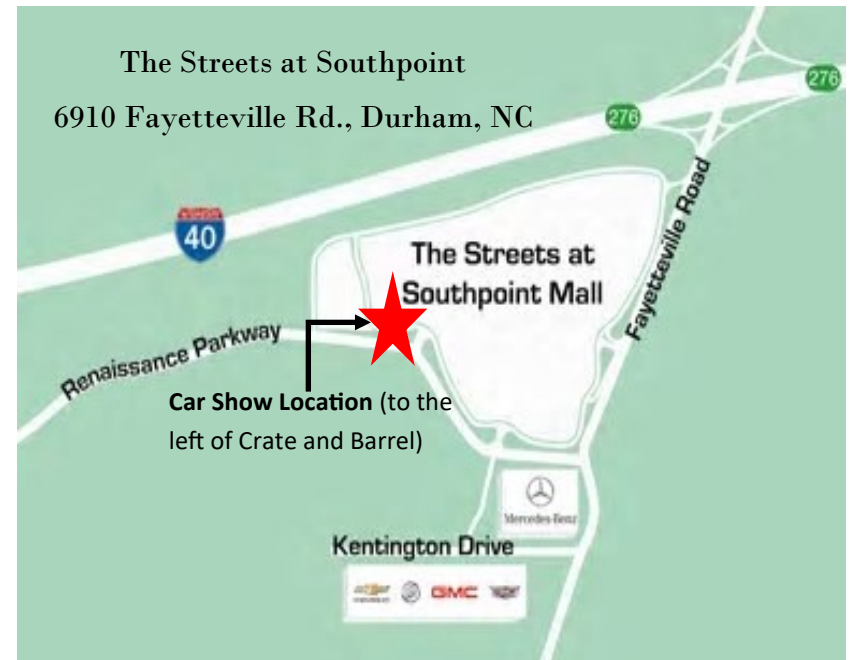 The Streets at Southpoint
6910 Fayetteville Rd., Durham, NC
276
276
40
The Streets at
Southpoint Mall
Fayetteville Road
Renaissance Parkway
Car Show Location (to the
left of Crate and Barrel)
Mercedes-Benz
Kentington Drive
GMC